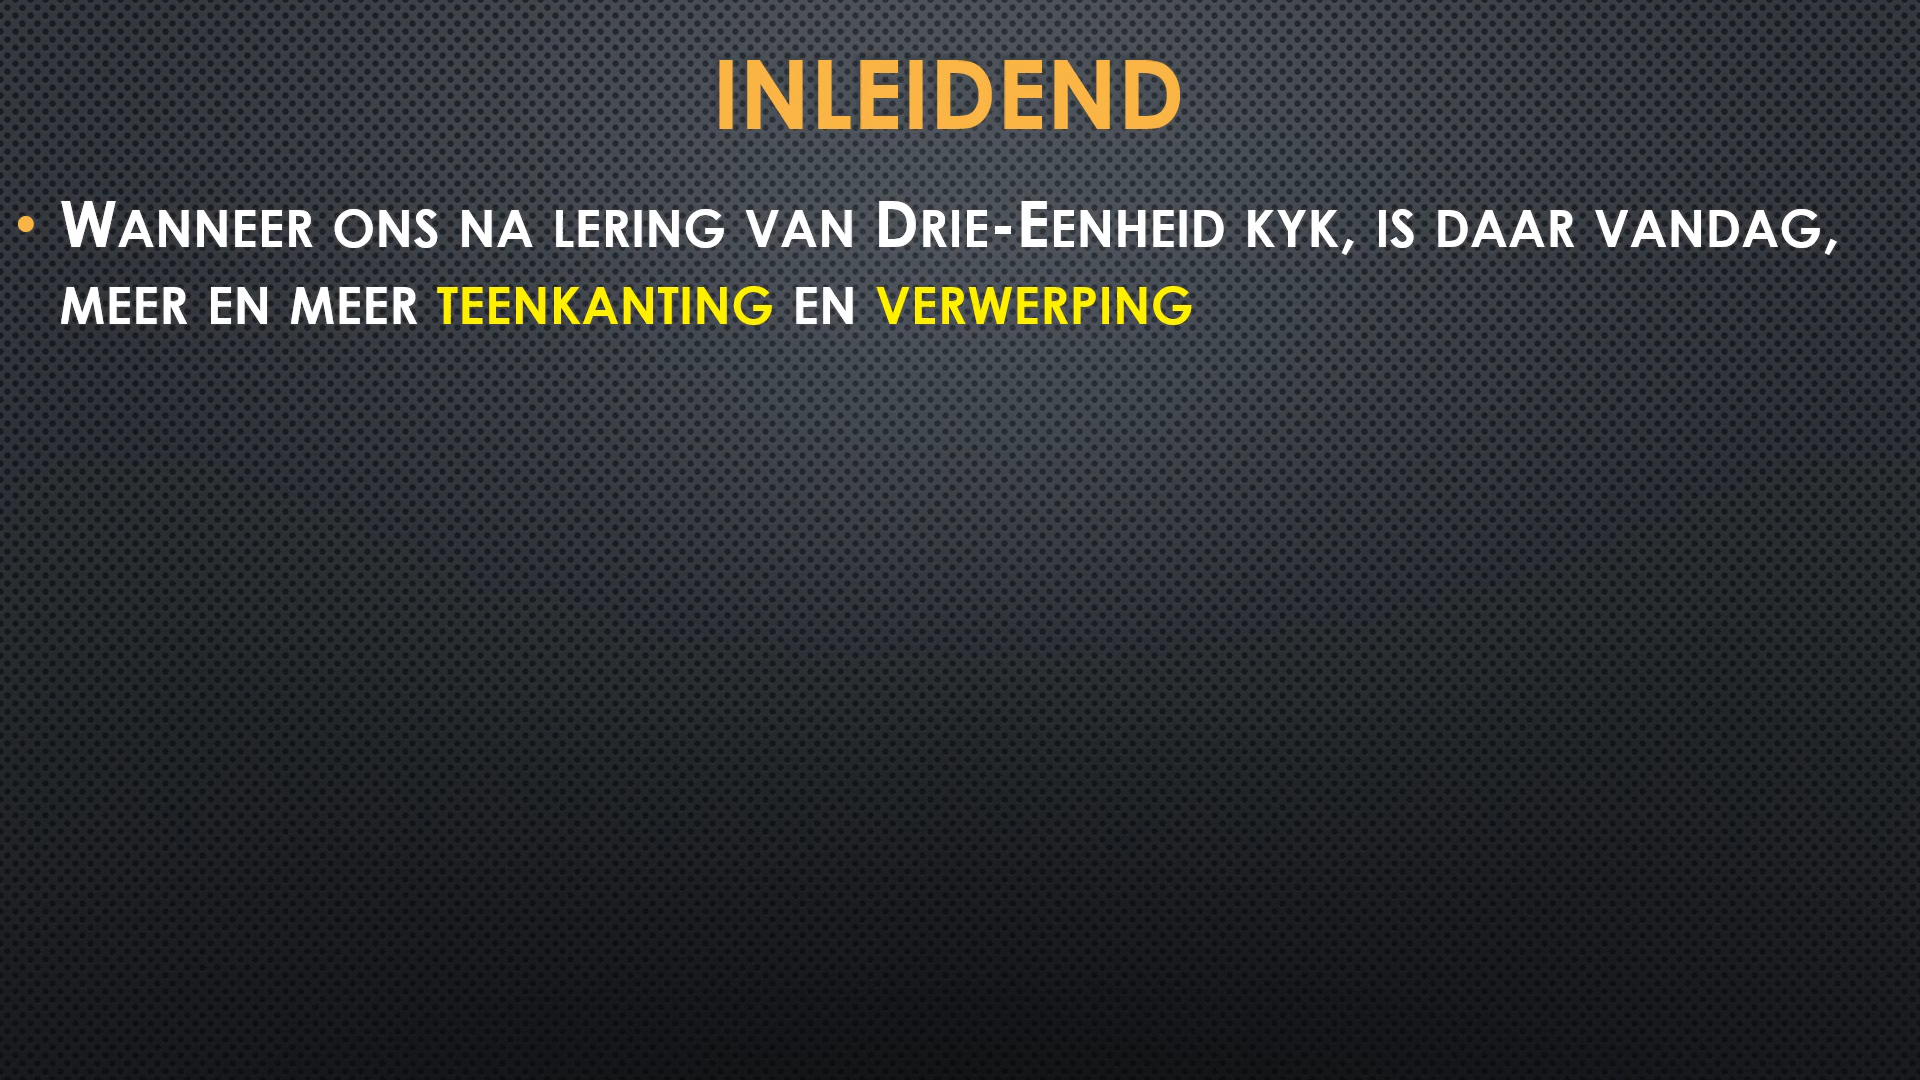 INLEIDEND
• Wanneer ons na lering van Drie-Eenheid kyk, is daar vandag,
meer en meer teenkanting en verwerping